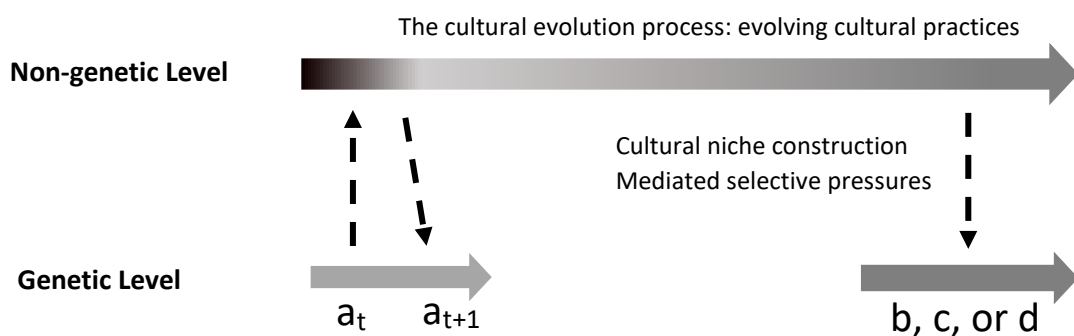 The cultural evolution process: evolving cultural practices
Non-genetic Level
Cultural niche construction
Mediated selective pressures
Genetic Level
aₜ
aₜ₊₁
b, c, or d